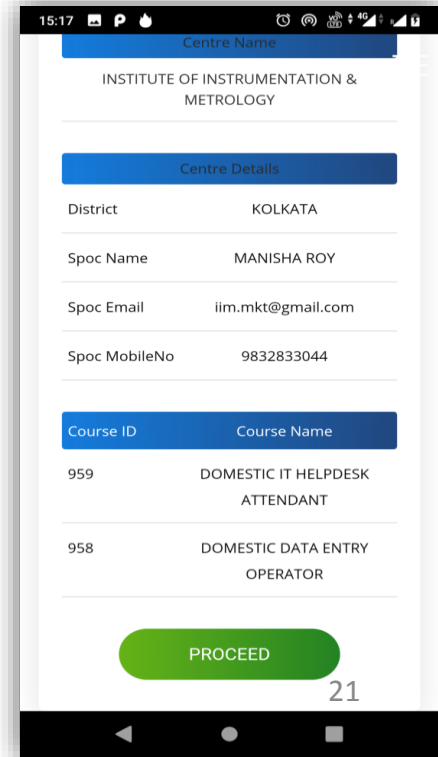 15:17 VoLTE 4G
Centre Name
INSTITUTE OF INSTRUMENTATION &
METROLOGY
Centre Details
District KOLKATA
Spoc Name MANISHA ROY
Spoc Email iim.mkt@gmail.com
Spoc MobileNo 9832833044
Course ID Course Name
959 DOMESTIC IT HELPDESK
ATTENDANT
958 DOMESTIC DATA ENTRY
OPERATOR
PROCEED
21